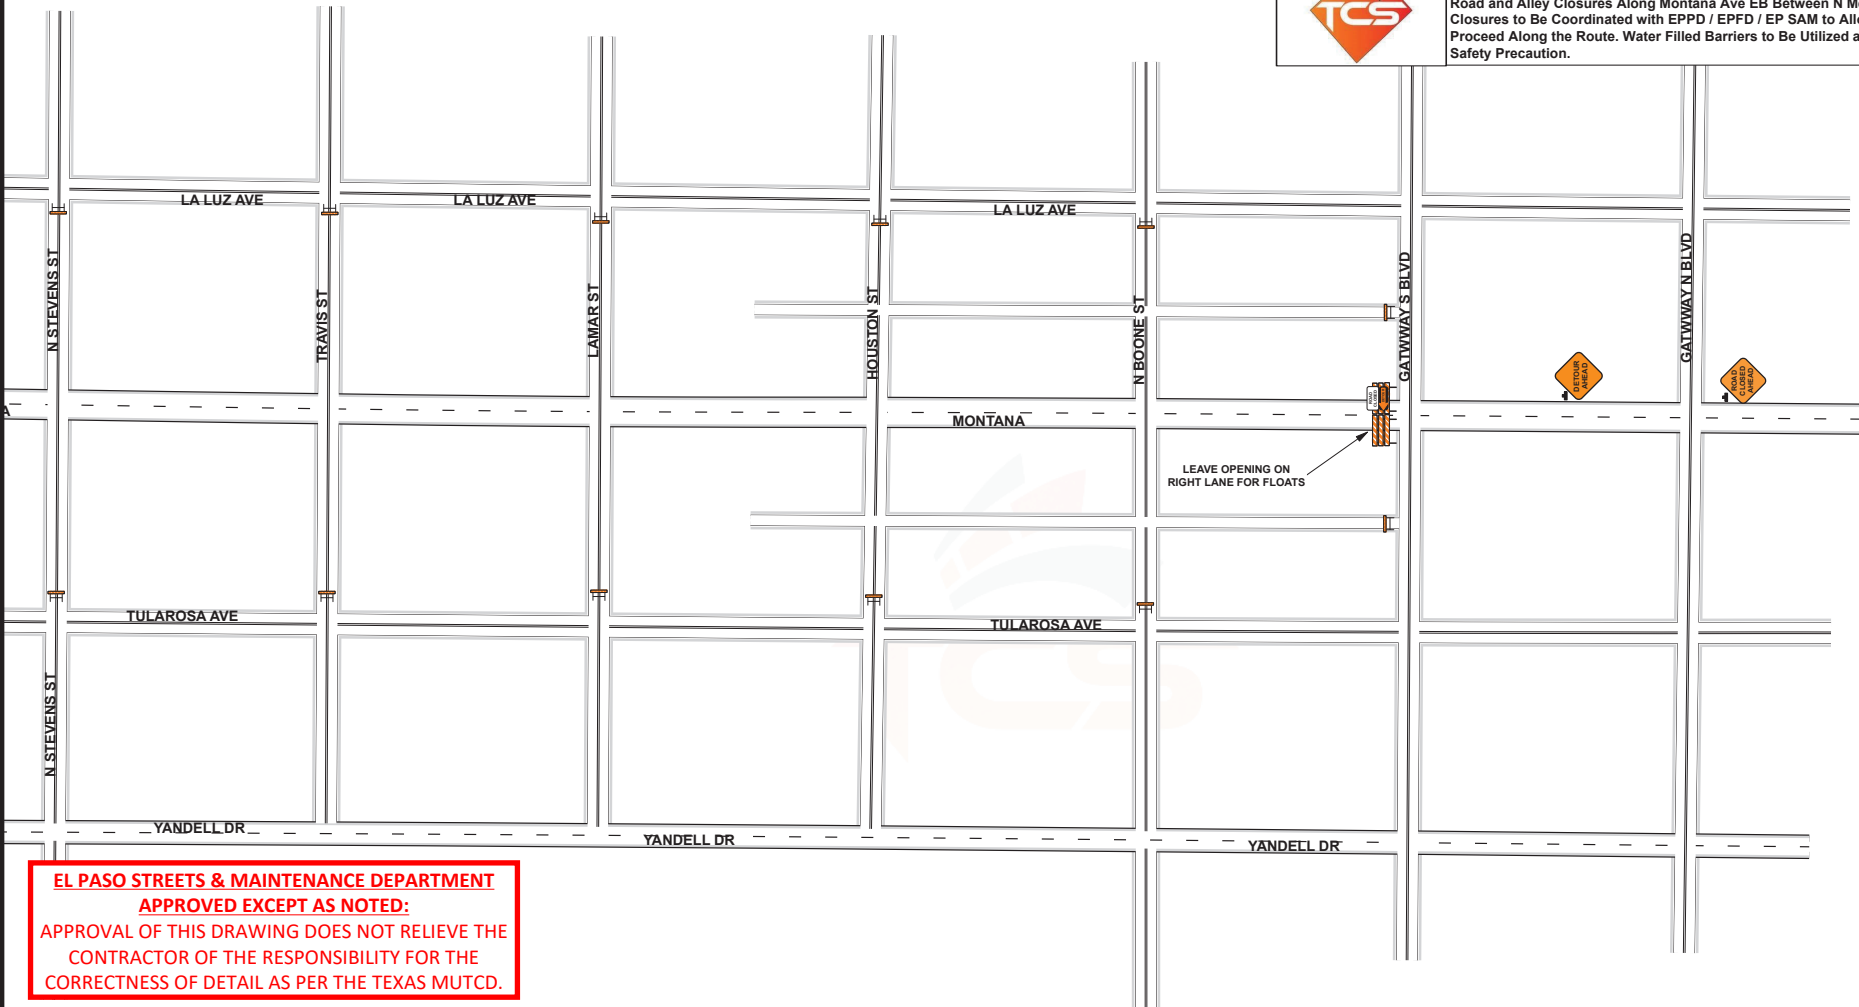 TCS
Road and Alley Closures Along Montana Ave EB Between N
Closures to Be Coordinated with EPPD / EPFD / EP SAM to
Proceed Along the Route. Water Filled Barriers to Be Utilized
Safety Precaution.
LA LUZ AVE
LA LUZ AVE
LA LUZ AVE
N STEVENS ST
TRAVIS ST
LAMAR ST
HOUSTON ST
N BOONE ST
GATWWAY S BLVD
GATWWAY N BLVD
DETOUR
AHEAD
ROAD
CLOSED
AHEAD
ROAD
CLOSED
A
MONTANA
LEAVE OPENING ON
RIGHT LANE FOR FLOATS
TULAROSA AVE
TULAROSA AVE
TCS
N STEVENS ST
YANDELL DR
YANDELL DR
YANDELL DR
EL PASO STREETS & MAINTENANCE DEPARTMENT
APPROVED EXCEPT AS NOTED:
APPROVAL OF THIS DRAWING DOES NOT RELIEVE THE
CONTRACTOR OF THE RESPONSIBILITY FOR THE
CORRECTNESS OF DETAIL AS PER THE TEXAS MUTCD.